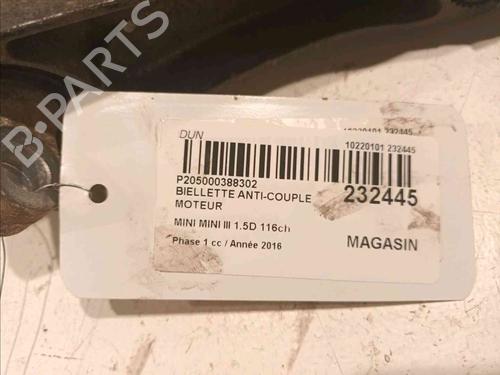 B-PARTS
DUN
10220101 232445
10220101 232445
P205000388302
BIELLETTE ANTI-COUPLE
MOTEUR
232445
MINI MINI III 1.5D 116ch
Phase 1 cc / Année 2016
MAGASIN